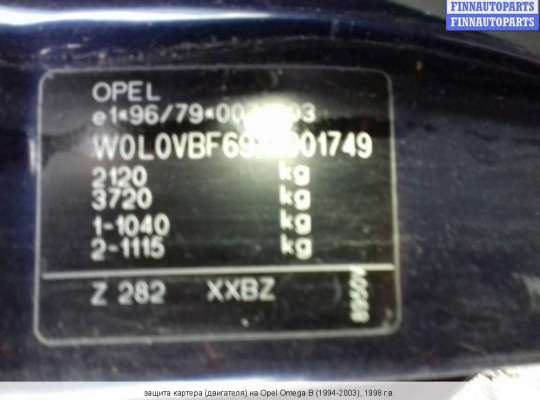 FINNAUTOPARTS
FINNAUTOPARTS
OPEL
2120 kg
3720 kg
1-1040 kg
2-1115 kg
Z 282 XXBZ
защита картера (двигателя) на Opel Omega B (1994-2003), 1998 г.в.